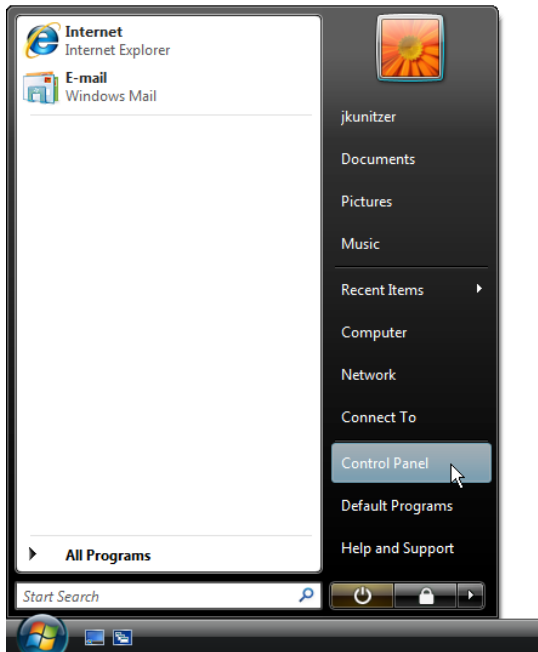 Internet
Internet Explorer
E-mail
Windows Mail
All Programs
Start Search
jkunitzer
Documents
Pictures
Music
Recent Items
Computer
Network
Connect To
Control Panel
Default Programs
Help and Support